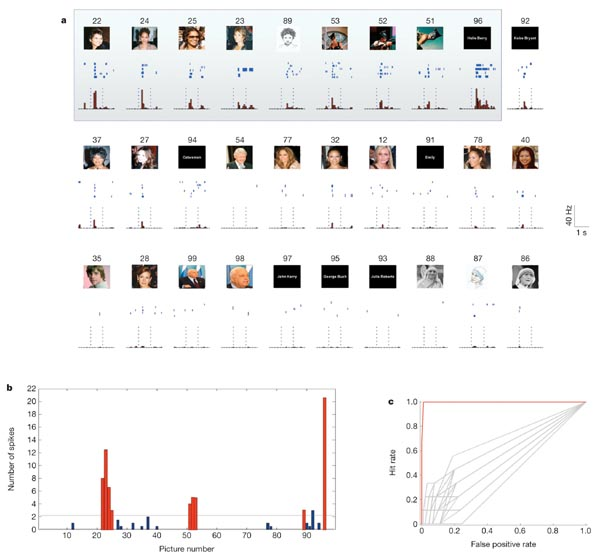 a
22 24 25 23 89 53 52 51 96 92
Halle Berry Kobe Bryant
37 27 94 54 77 32 12 91 78 40
Catwoman Emily
40 Hz
1 s
35 28 99 98 97 95 93 88 87 86
John Kerry George Bush Julia Roberts
b
22
20
18
16
14
12
10
8
6
4
2
0
Number of spikes
10 20 30 40 50 60 70 80 90
Picture number
c
1.0
0.8
0.6
0.4
0.2
0
Hit rate
0 0.2 0.4 0.6 0.8 1.0
False positive rate